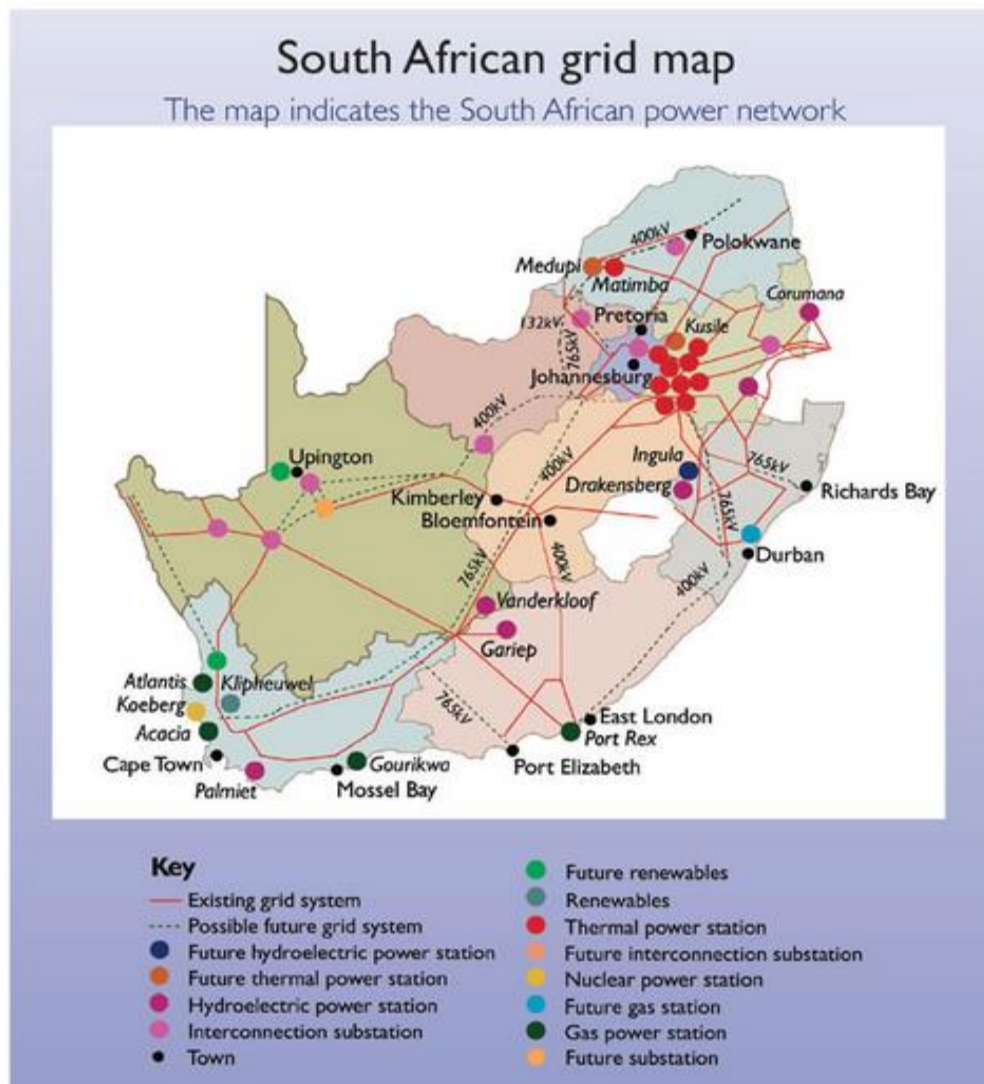 South African grid map
The map indicates the South African power network
400kV
Polokwane
Medupi
Matimba
Corumana
132kV
Pretoria
Kusile
765kV
Johannesburg
400kV
Upington
400kV
Ingula
765kV
Kimberley
Drakensberg
Richards Bay
Bloemfontein
765kV
Durban
765kV
400kV
400kV
Vanderkloof
Gariep
Atlantis
Klipheuwel
Koeberg
765kV
East London
Acacia
Port Rex
Cape Town
Gourikwa
Port Elizabeth
Palmiet
Mossel Bay
Key
Existing grid system
Possible future grid system
Future hydroelectric power station
Future thermal power station
Hydroelectric power station
Interconnection substation
Town
Future renewables
Renewables
Thermal power station
Future interconnection substation
Nuclear power station
Future gas station
Gas power station
Future substation